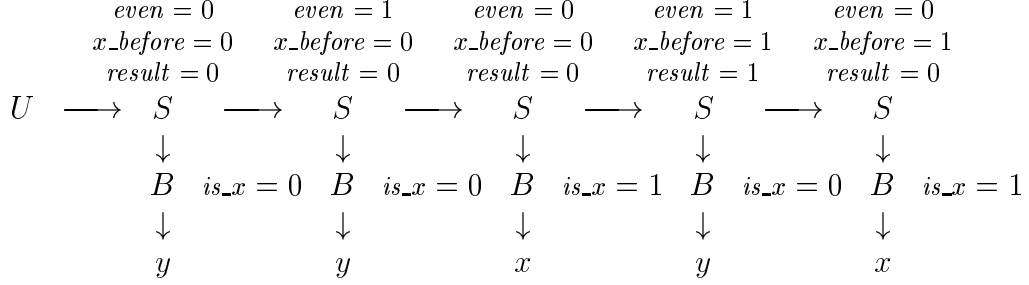 even = 0 even = 1 even = 0 even = 1 even = 0
x_before = 0 x_before = 0 x_before = 0 x_before = 1 x_before = 1
result = 0 result = 0 result = 0 result = 1 result = 0
U ⟶ S ⟶ S ⟶ S ⟶ S ⟶ S
↓ ↓ ↓ ↓ ↓
B is_x = 0 B is_x = 0 B is_x = 1 B is_x = 0 B is_x = 1
↓ ↓ ↓ ↓ ↓
y y x y x